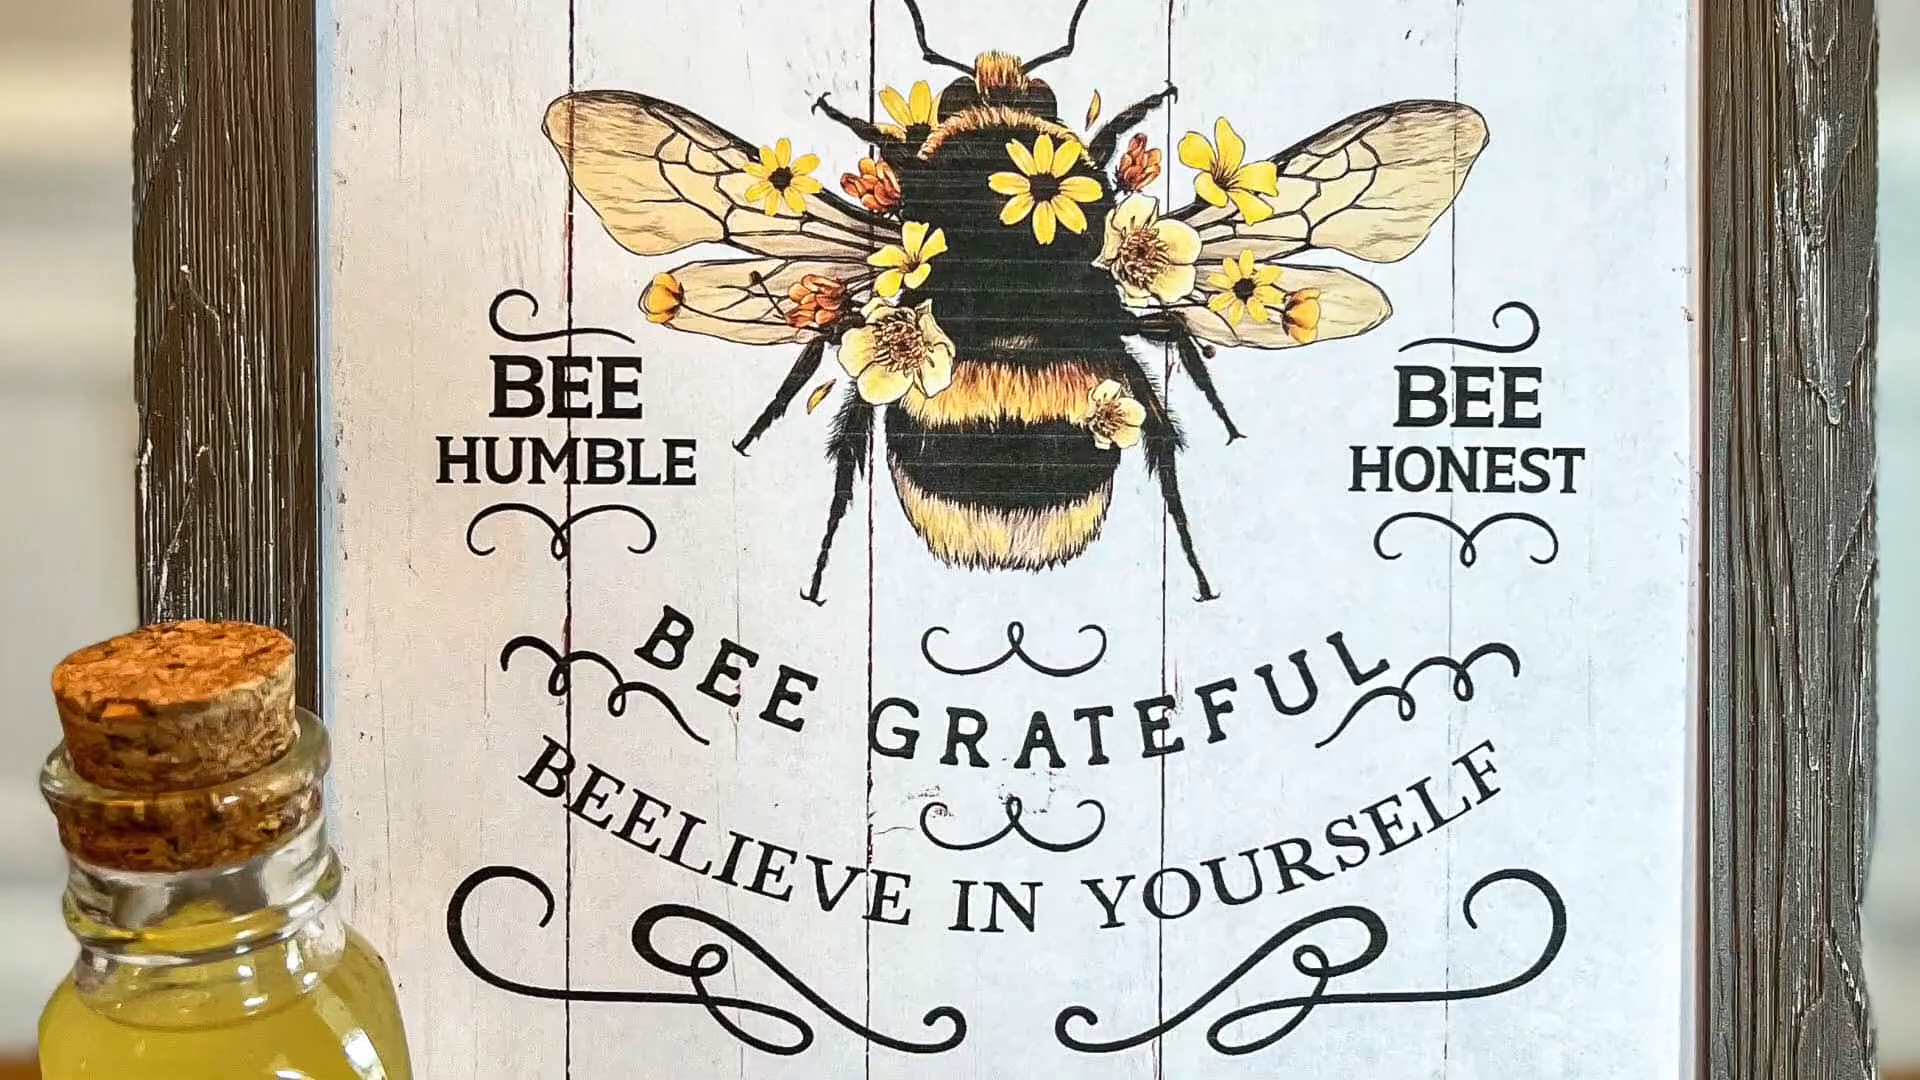 BEE
HUMBLE
BEE
HONEST
BEE GRATEFUL
BEELIEVE IN YOURSELF